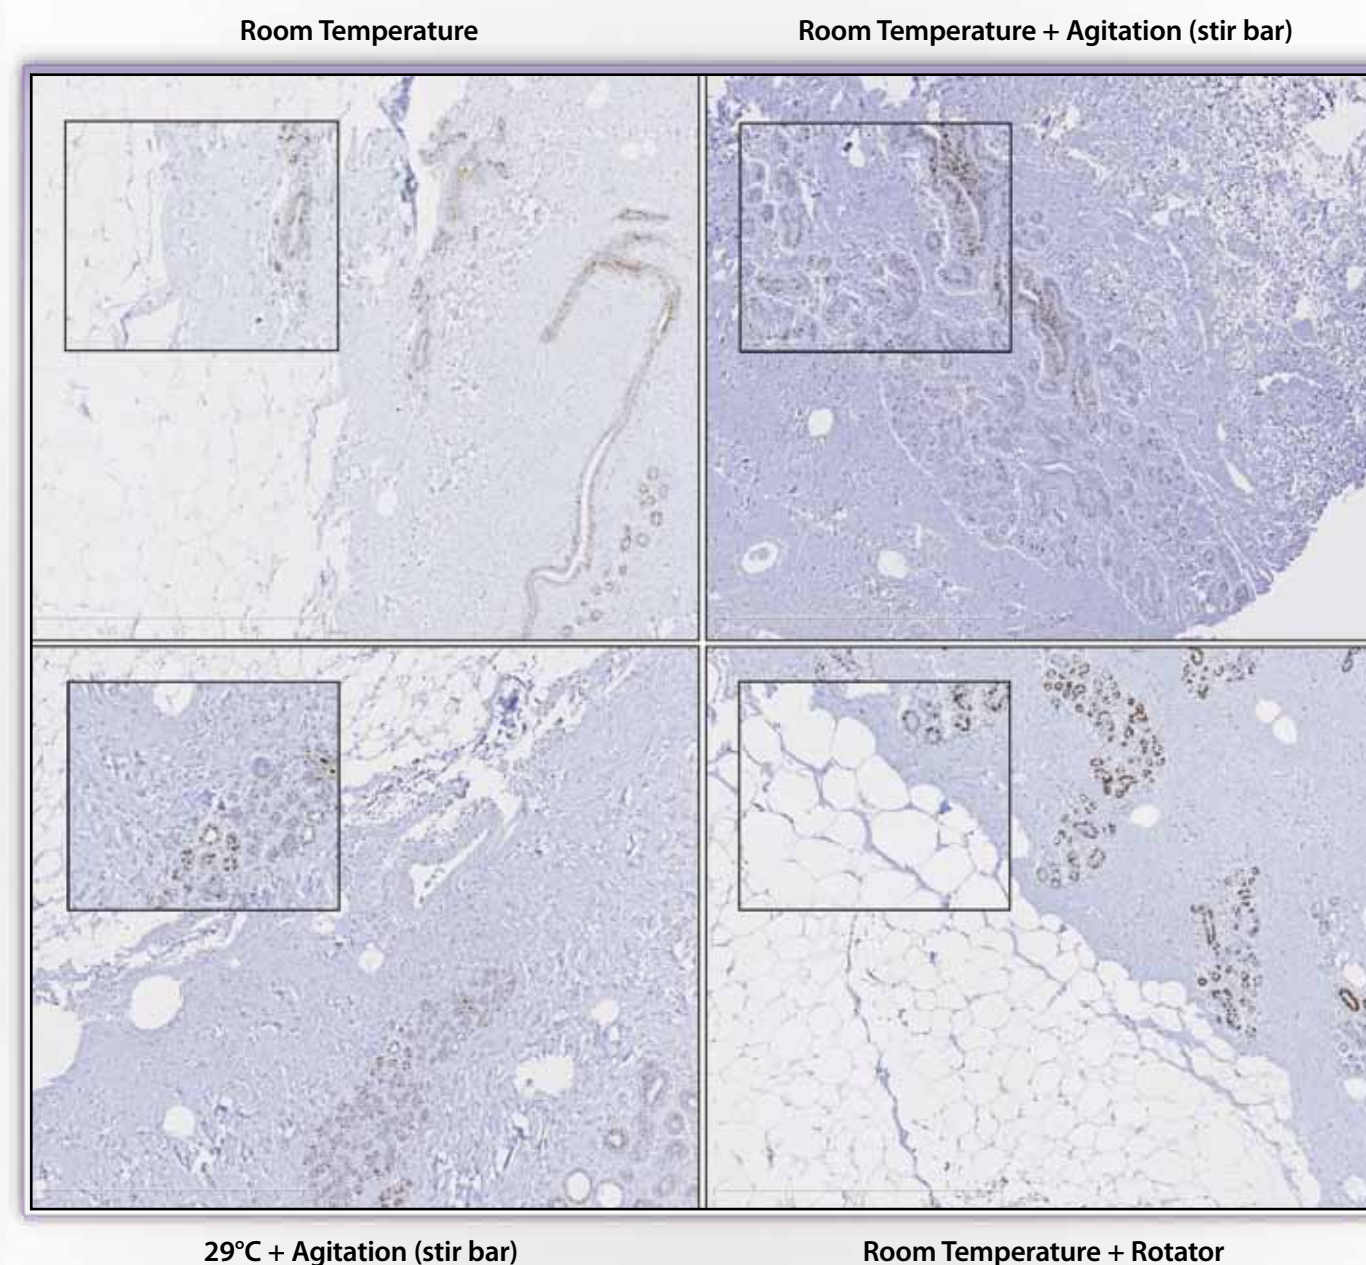 Room Temperature
Room Temperature + Agitation (stir bar)
29°C + Agitation (stir bar)
Room Temperature + Rotator